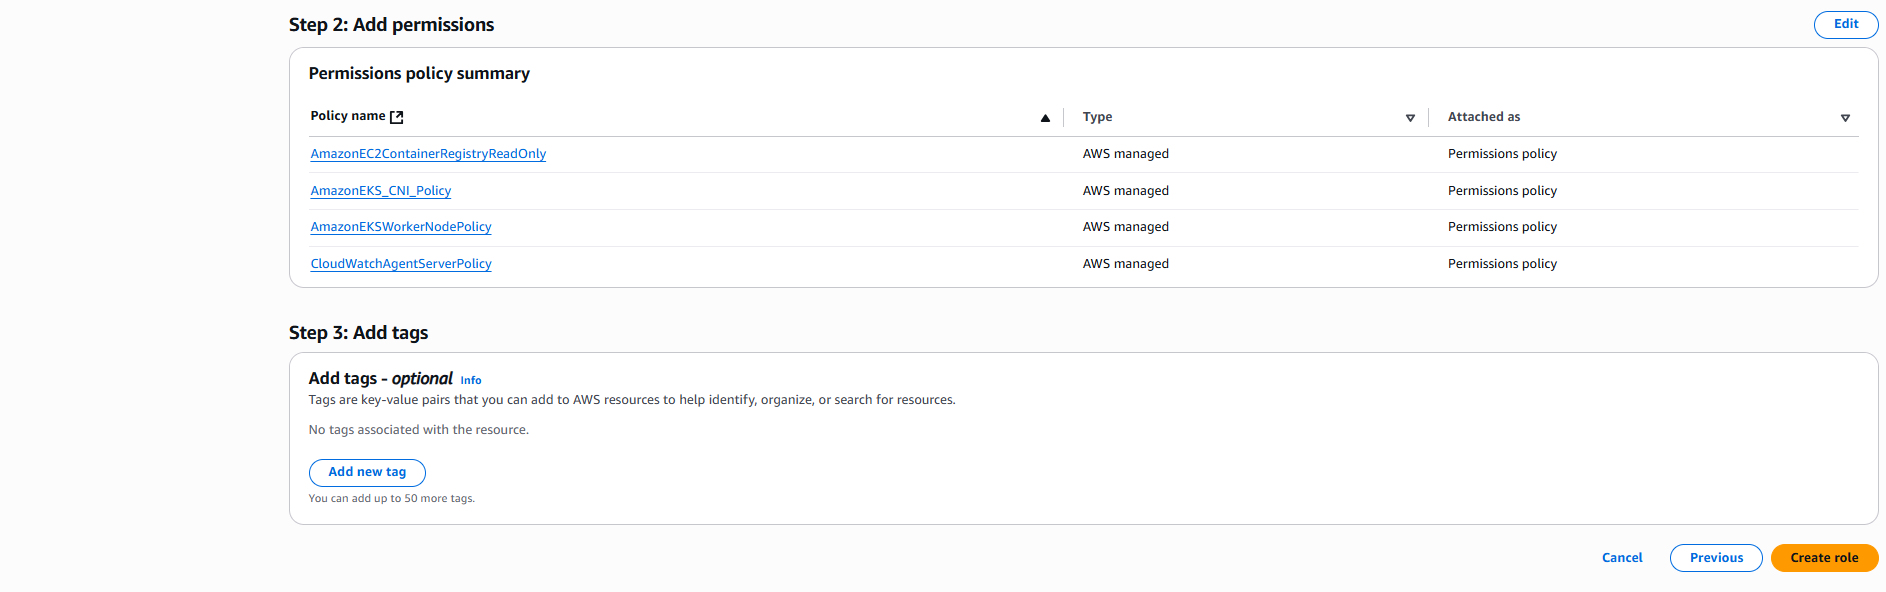 Step 2: Add permissions
Edit
Permissions policy summary
Policy name Type Attached as
AmazonEC2ContainerRegistryReadOnly AWS managed Permissions policy
AmazonEKS_CNI_Policy AWS managed Permissions policy
AmazonEKSWorkerNodePolicy AWS managed Permissions policy
CloudWatchAgentServerPolicy AWS managed Permissions policy
Step 3: Add tags
Add tags - optional Info
Tags are key-value pairs that you can add to AWS resources to help identify, organize, or search for resources.
No tags associated with the resource.
Add new tag
You can add up to 50 more tags.
Cancel Previous Create role